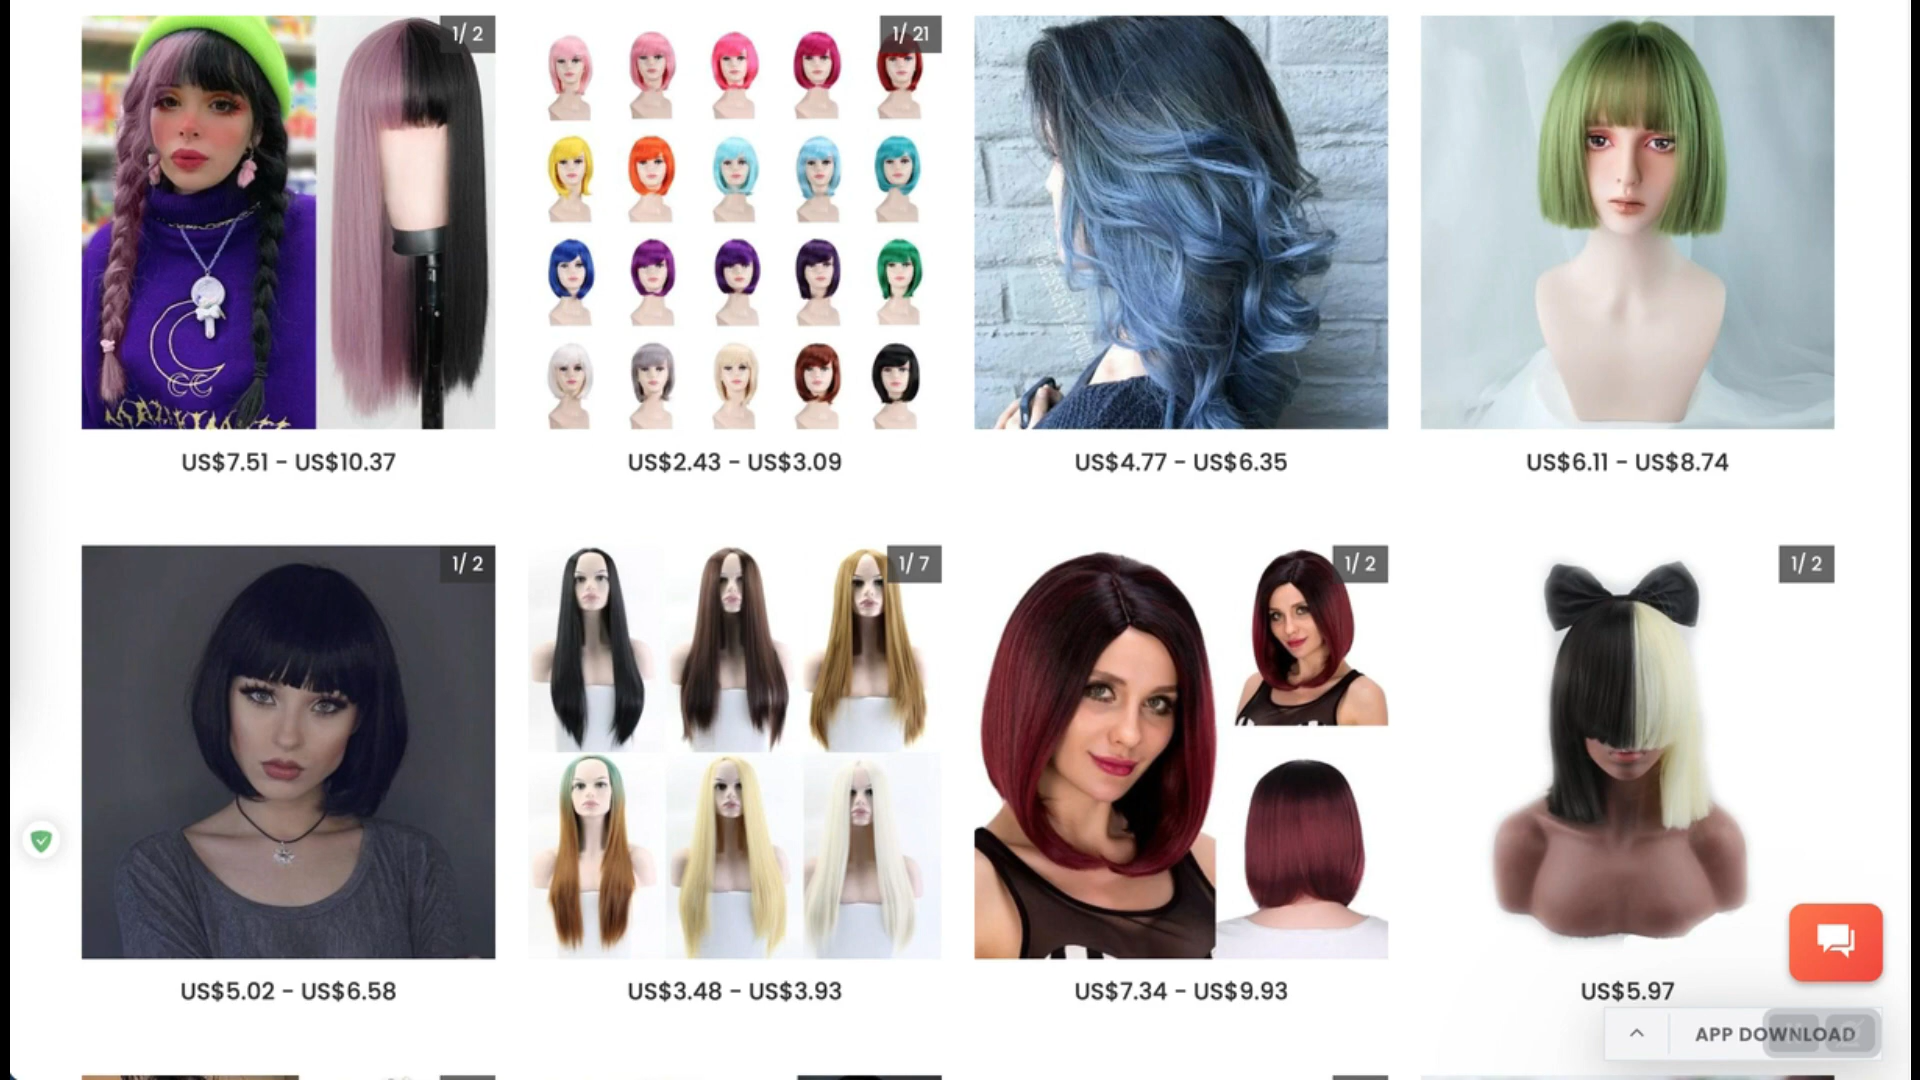 1/ 2
1/ 21
US$7.51 - US$10.37
US$2.43 - US$3.09
US$4.77 - US$6.35
US$6.11 - US$8.74
1/ 2
1/ 7
1/ 2
1/ 2
US$5.02 - US$6.58
US$3.48 - US$3.93
US$7.34 - US$9.93
US$5.97
APP DOWNLOAD